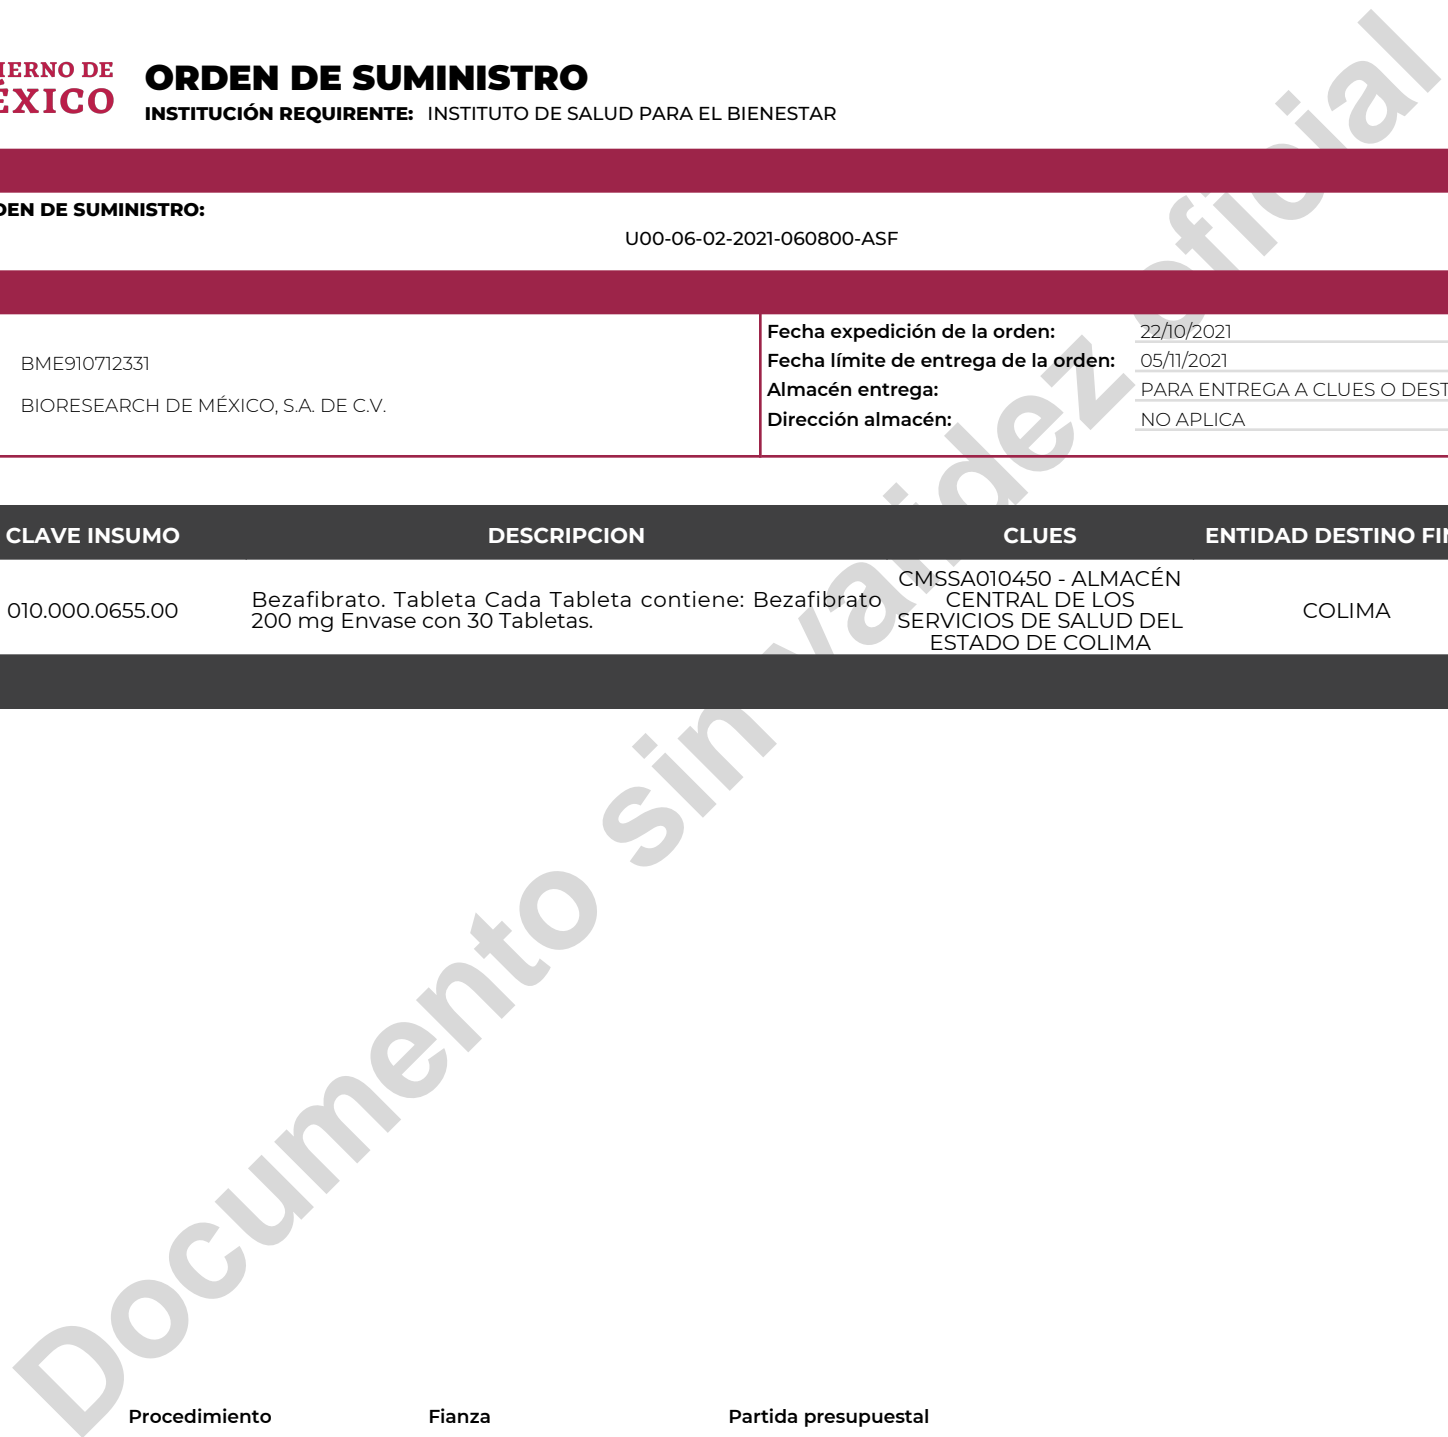 IERNO DE
ÉXICO
ORDEN DE SUMINISTRO
INSTITUCIÓN REQUIRENTE: INSTITUTO DE SALUD PARA EL BIENESTAR
DEN DE SUMINISTRO:
U00-06-02-2021-060800-ASF
BME910712331
BIORESEARCH DE MÉXICO, S.A. DE C.V.
Fecha expedición de la orden: 22/10/2021
Fecha límite de entrega de la orden: 05/11/2021
Almacén entrega: PARA ENTREGA A CLUES O DEST
Dirección almacén: NO APLICA
CLAVE INSUMO DESCRIPCION CLUES ENTIDAD DESTINO FIN
010.000.0655.00
Bezafibrato. Tableta Cada Tableta contiene: Bezafibrato
200 mg Envase con 30 Tabletas.
CMSSA010450 - ALMACÉN
CENTRAL DE LOS
SERVICIOS DE SALUD DEL
ESTADO DE COLIMA
COLIMA
Documento sin validez oficial
Procedimiento Fianza Partida presupuestal